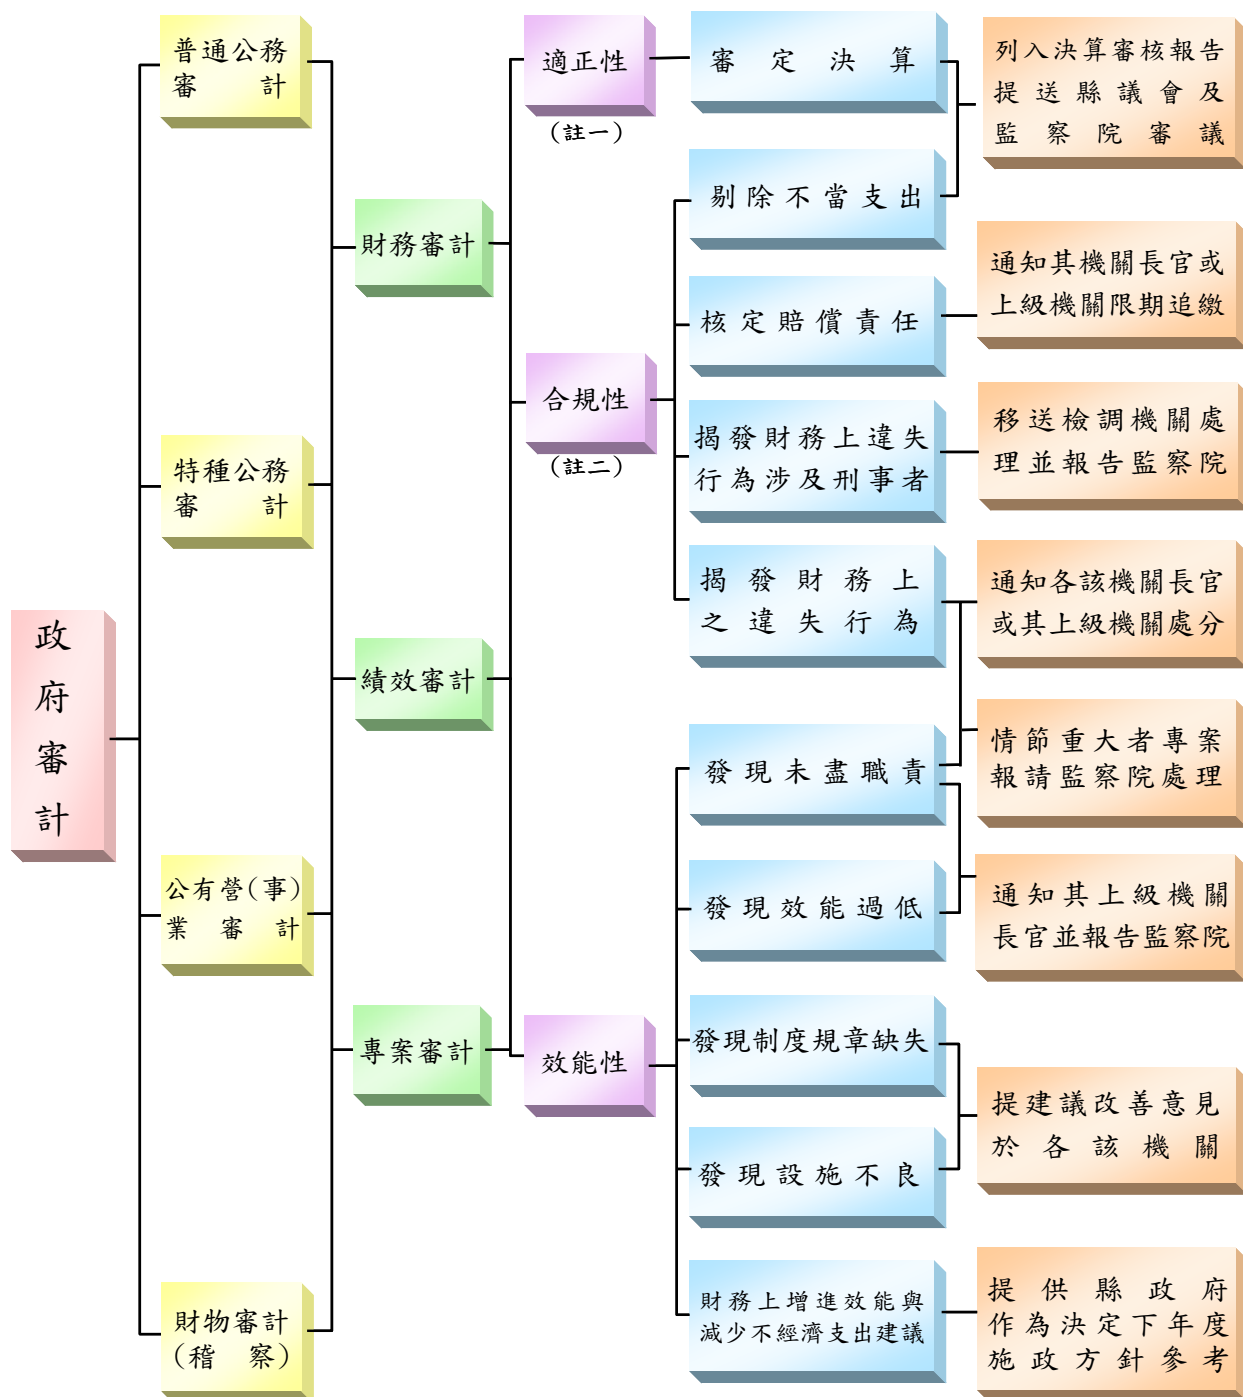 政府審計
普通公務
審計
特種公務
審計
公有營(事)
業審計
財物審計
(稽察)
財務審計
績效審計
專案審計
適正性
(註一)
合規性
(註二)
效能性
審定決算
剔除不當支出
核定賠償責任
揭發財務上違失
行為涉及刑事者
揭發財務上
之違失行為
發現未盡職責
發現效能過低
發現制度規章缺失
發現設施不良
財務上增進效能與
減少不經濟支出建議
列入決算審核報告
提送縣議會及
監察院審議
通知其機關長官或
上級機關限期追繳
移送檢調機關處
理並報告監察院
通知各該機關長官
或其上級機關處分
情節重大者專案
報請監察院處理
通知其上級機關
長官並報告監察院
提建議改善意見
於各該機關
提供縣政府
作為決定下年度
施政方針參考